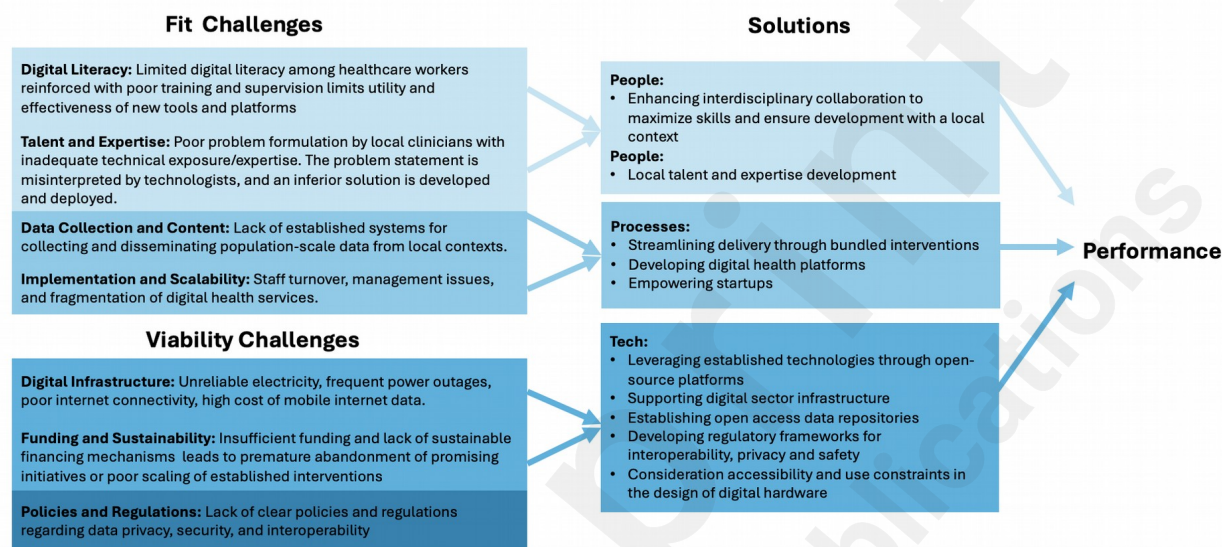 Fit Challenges
Digital Literacy: Limited digital literacy among healthcare workers
reinforced with poor training and supervision limits utility and
effectiveness of new tools and platforms
Talent and Expertise: Poor problem formulation by local clinicians with
inadequate technical exposure/expertise. The problem statement is
misinterpreted by technologists, and an inferior solution is developed
and deployed.
Data Collection and Content: Lack of established systems for
collecting and disseminating population-scale data from local contexts.
Implementation and Scalability: Staff turnover, management issues,
and fragmentation of digital health services.
Viability Challenges
Digital Infrastructure: Unreliable electricity, frequent power outages,
poor internet connectivity, high cost of mobile internet data.
Funding and Sustainability: Insufficient funding and lack of sustainable
financing mechanisms leads to premature abandonment of promising
initiatives or poor scaling of established interventions
Policies and Regulations: Lack of clear policies and regulations
regarding data privacy, security, and interoperability
Solutions
People:
• Enhancing interdisciplinary collaboration to
maximize skills and ensure development with a local
context
People:
• Local talent and expertise development
Processes:
• Streamlining delivery through bundled interventions
• Developing digital health platforms
• Empowering startups
Tech:
• Leveraging established technologies through open-
source platforms
• Supporting digital sector infrastructure
• Establishing open access data repositories
• Developing regulatory frameworks for
interoperability, privacy and safety
• Consideration accessibility and use constraints in
the design of digital hardware
Performance